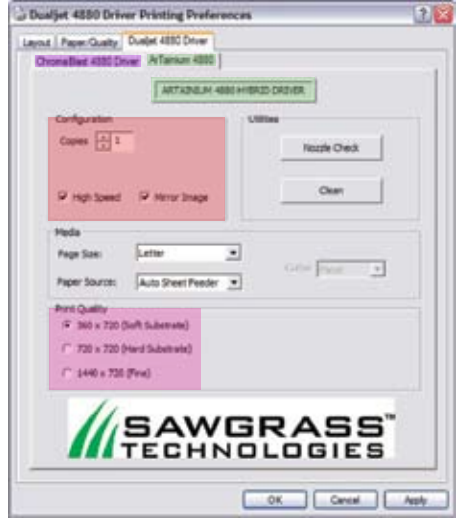 Dualjet 4880 Driver Printing Preferences
Layout Paper/Quality Dualjet 4880 Driver
ChromaBlast 4880 Driver ArTainium 4880
ARTAINIUM 4880 HYBRID DRIVER
Configuration
Utilities
Copies 1
Nozzle Check
High Speed Mirror Image
Clean
Media
Page Size: Letter
Paper Source: Auto Sheet Feeder
Cutter
Print Quality
360 x 720 (Soft Substrate)
720 x 720 (Hard Substrate)
1440 x 720 (Fine)
SAWGRASS™
TECHNOLOGIES
OK Cancel Apply